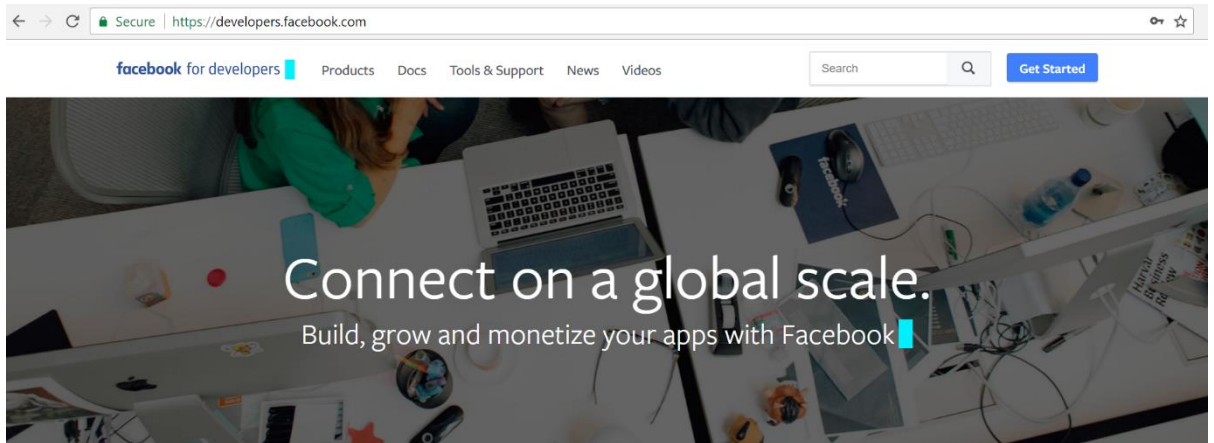 Secure https://developers.facebook.com
facebook for developers Products Docs Tools & Support News Videos Search Get Started
facebook
Connect on a global scale.
Build, grow and monetize your apps with Facebook